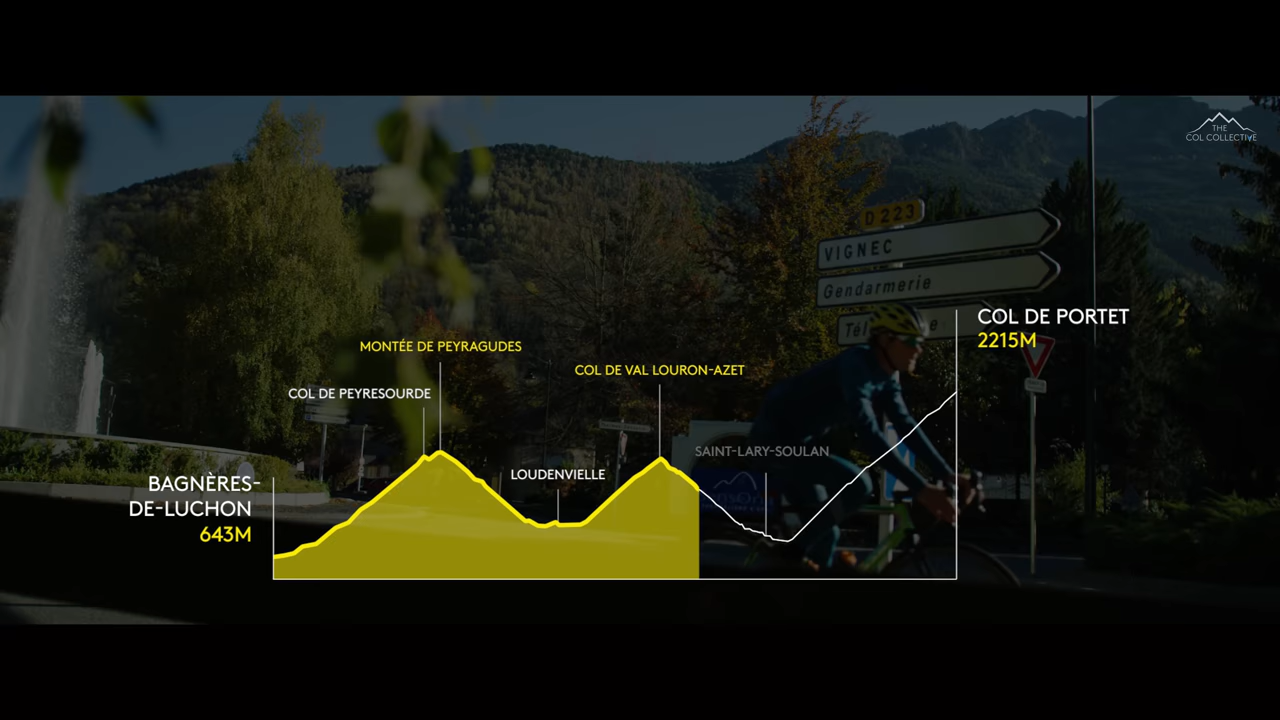 THE
COL COLLECTIVE
D 223
VIGNEC
Gendarmerie
COL DE PORTET
2215M
MONTÉE DE PEYRAGUDES
COL DE VAL LOURON-AZET
COL DE PEYRESOURDE
SAINT-LARY-SOULAN
LOUDENVIELLE
BAGNÈRES-
DE-LUCHON
643M